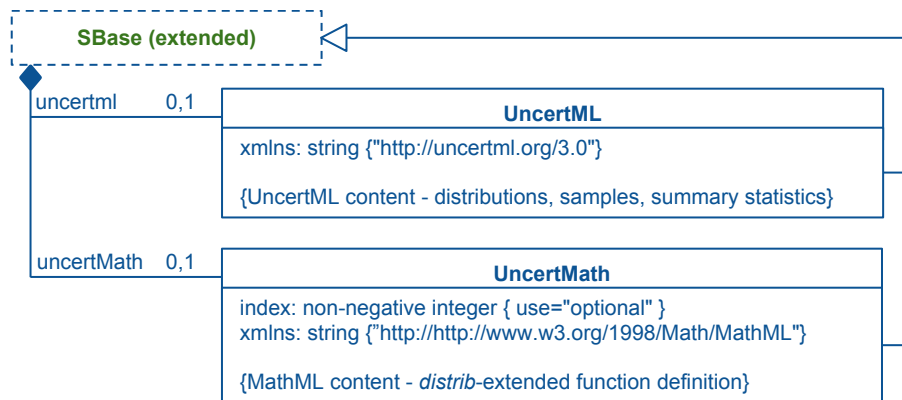 SBase (extended)
uncertml 0,1
UncertML
xmlns: string {"http://uncertml.org/3.0"}
{UncertML content - distributions, samples, summary statistics}
uncertMath 0,1
UncertMath
index: non-negative integer { use="optional" }
xmlns: string {”http://http://www.w3.org/1998/Math/MathML"}
{MathML content - distrib-extended function definition}